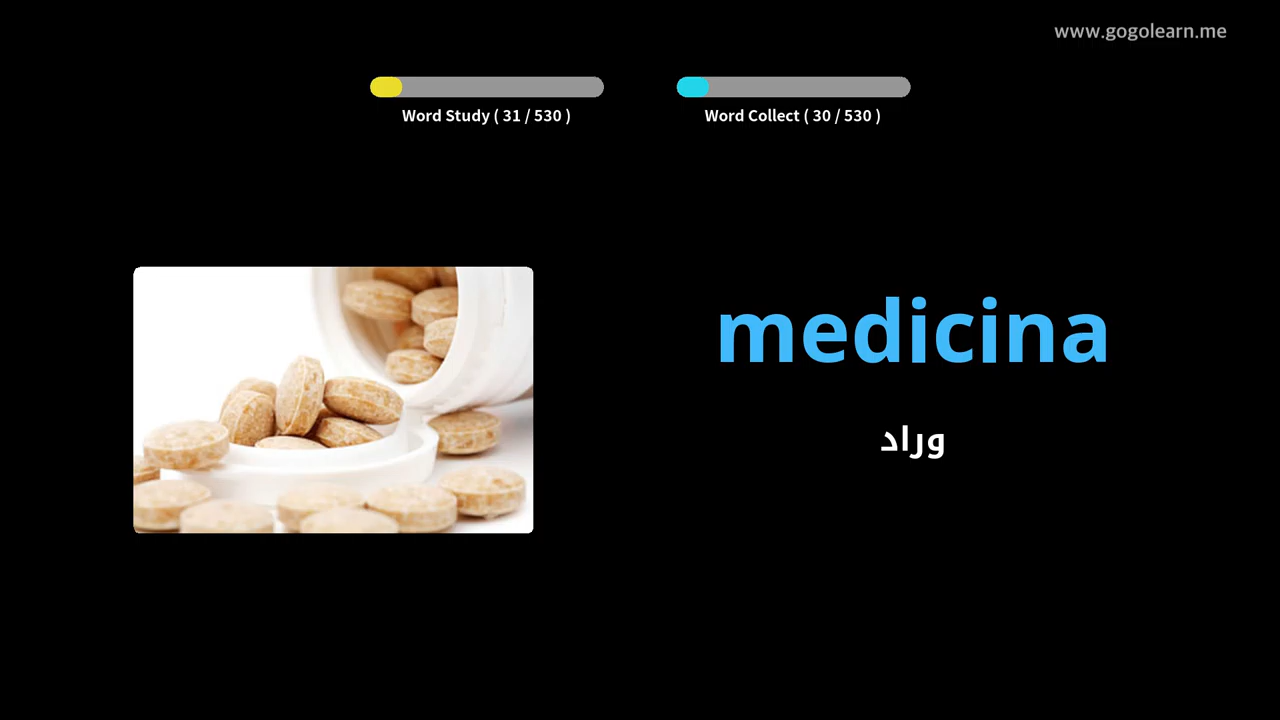 www.gogolearn.me
Word Study ( 31 / 530 )
Word Collect ( 30 / 530 )
medicina
وراد